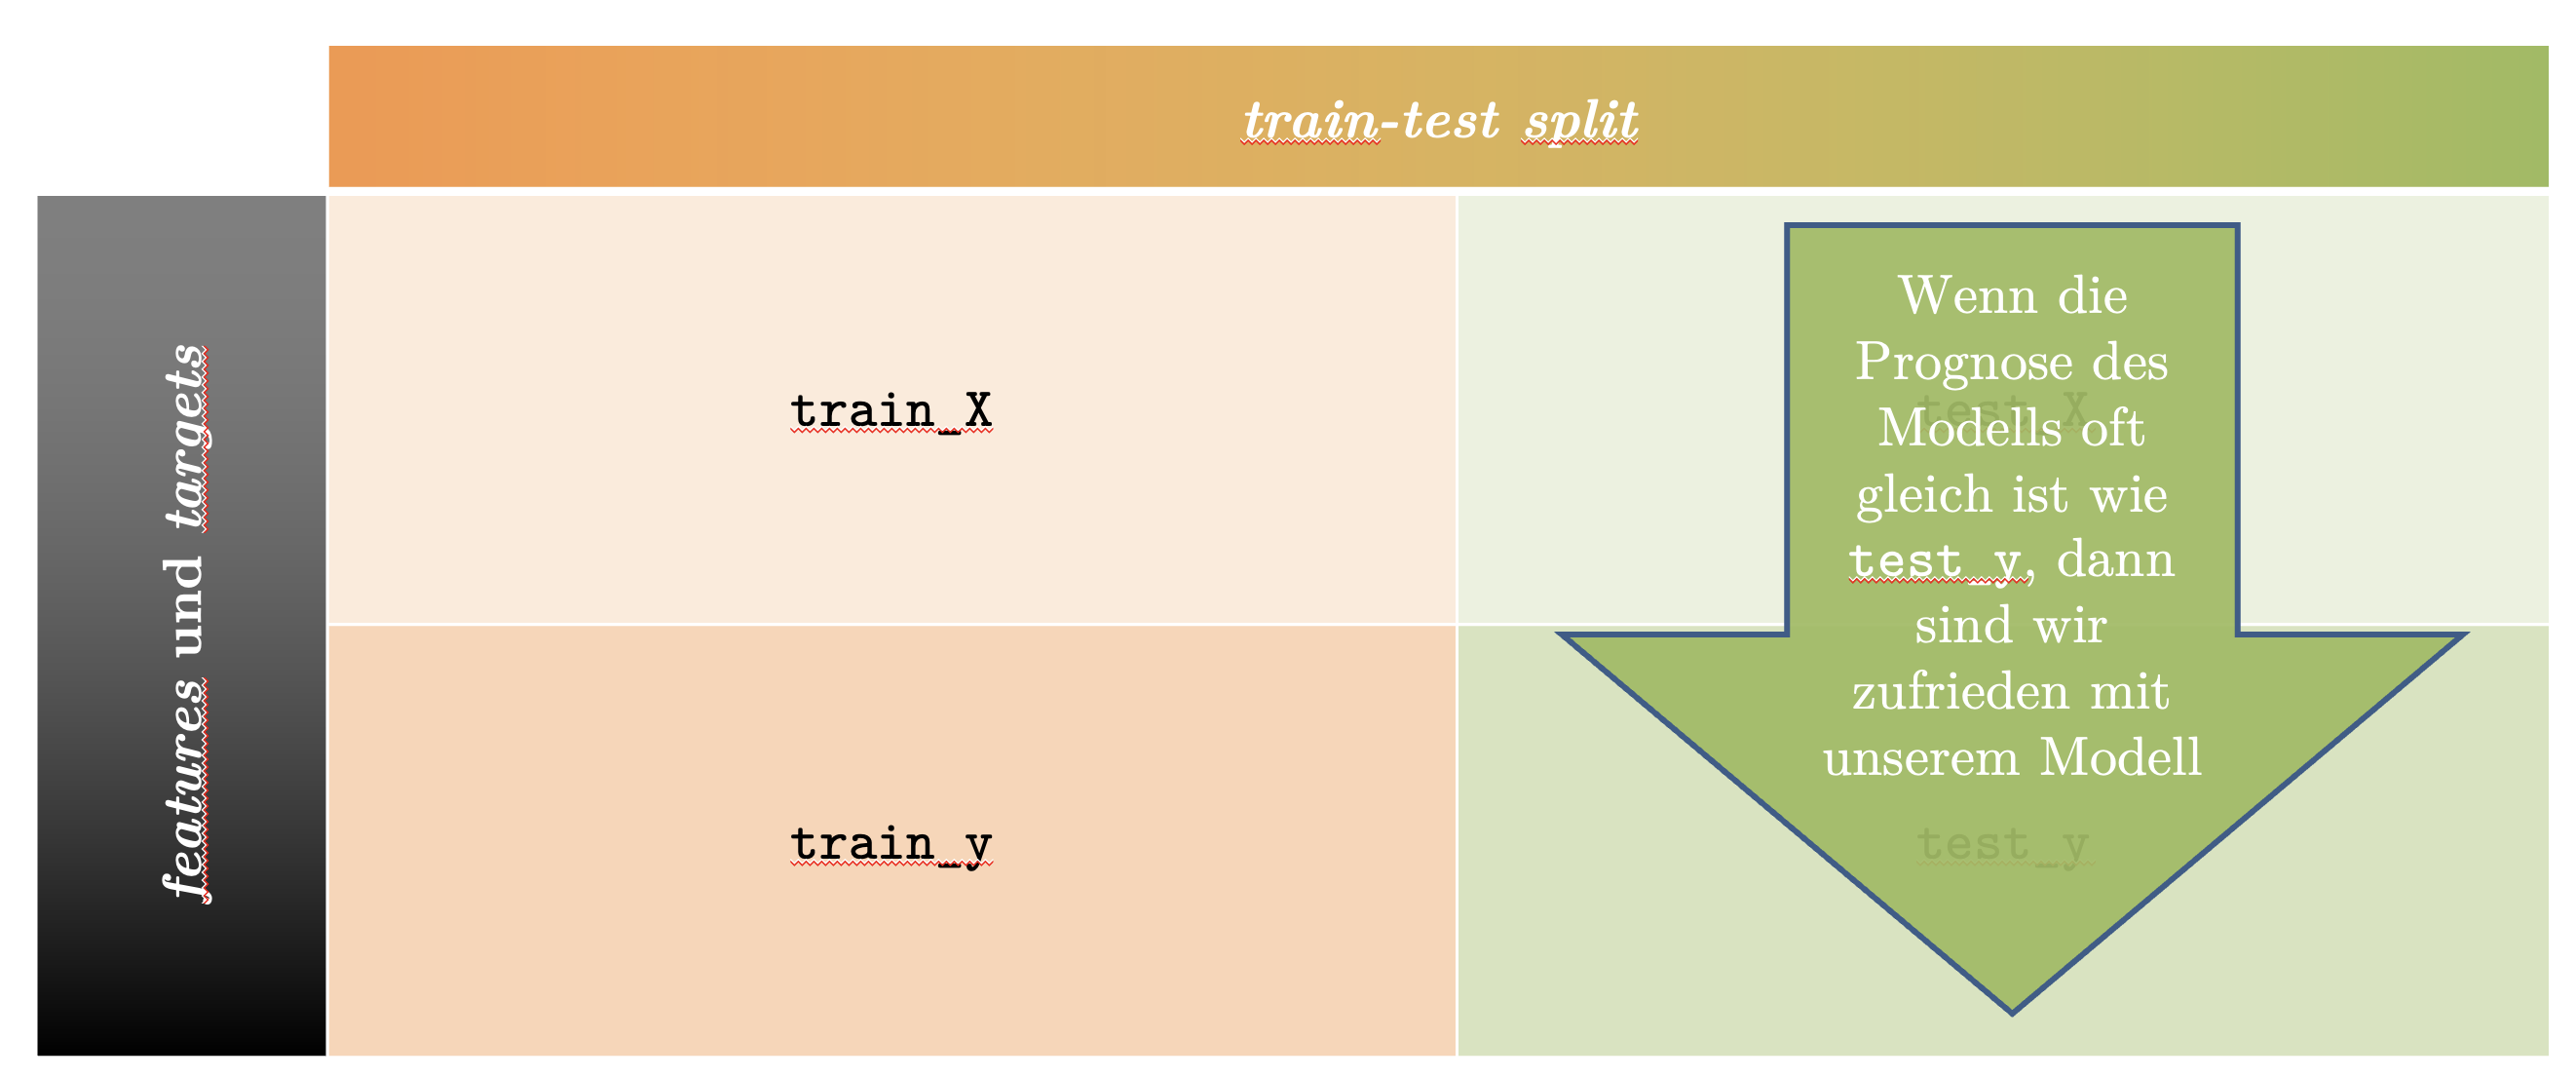 train-test split
features und targets
train_X
test_X
Wenn die
Prognose des
Modells oft
gleich ist wie
test_y, dann
sind wir
zufrieden mit
unserem Modell
train_y
test_y